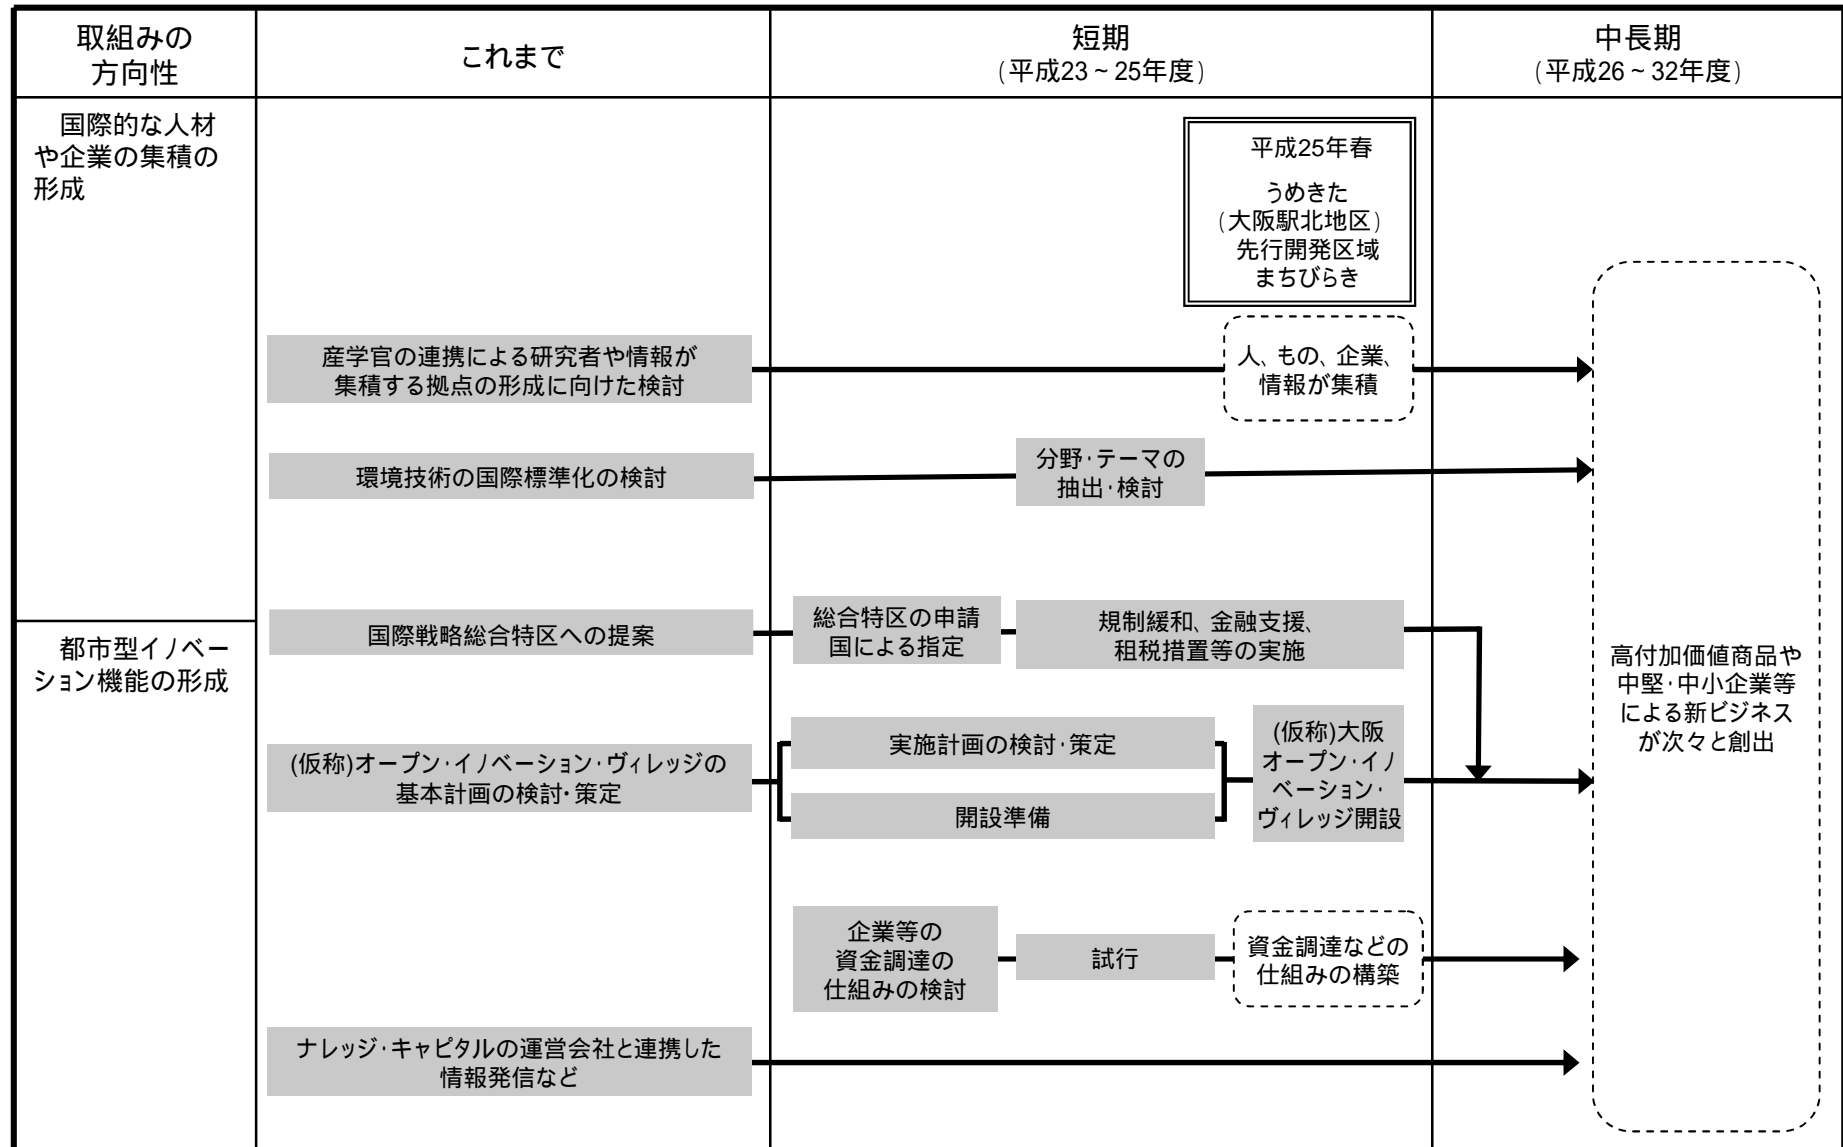 取組みの
方向性
これまで
短期
(平成23～25年度)
中長期
(平成26～32年度)
国際的な人材
や企業の集積の
形成
平成25年春
うめきた
(大阪駅北地区)
先行開発区域
まちびらき
産学官の連携による研究者や情報が
集積する拠点の形成に向けた検討
人、もの、企業、
情報が集積
環境技術の国際標準化の検討
分野・テーマの
抽出・検討
国際戦略総合特区への提案
総合特区の申請
国による指定
規制緩和、金融支援、
租税措置等の実施
都市型イノベー
ション機能の形成
(仮称)オープン・イノベーション・ヴィレッジの
基本計画の検討・策定
実施計画の検討・策定
開設準備
(仮称)大阪
オープン・イノ
ベーション・
ヴィレッジ開設
企業等の
資金調達の
仕組みの検討
試行
資金調達などの
仕組みの構築
ナレッジ・キャピタルの運営会社と連携した
情報発信など
高付加価値商品や
中堅・中小企業等
による新ビジネス
が次々と創出